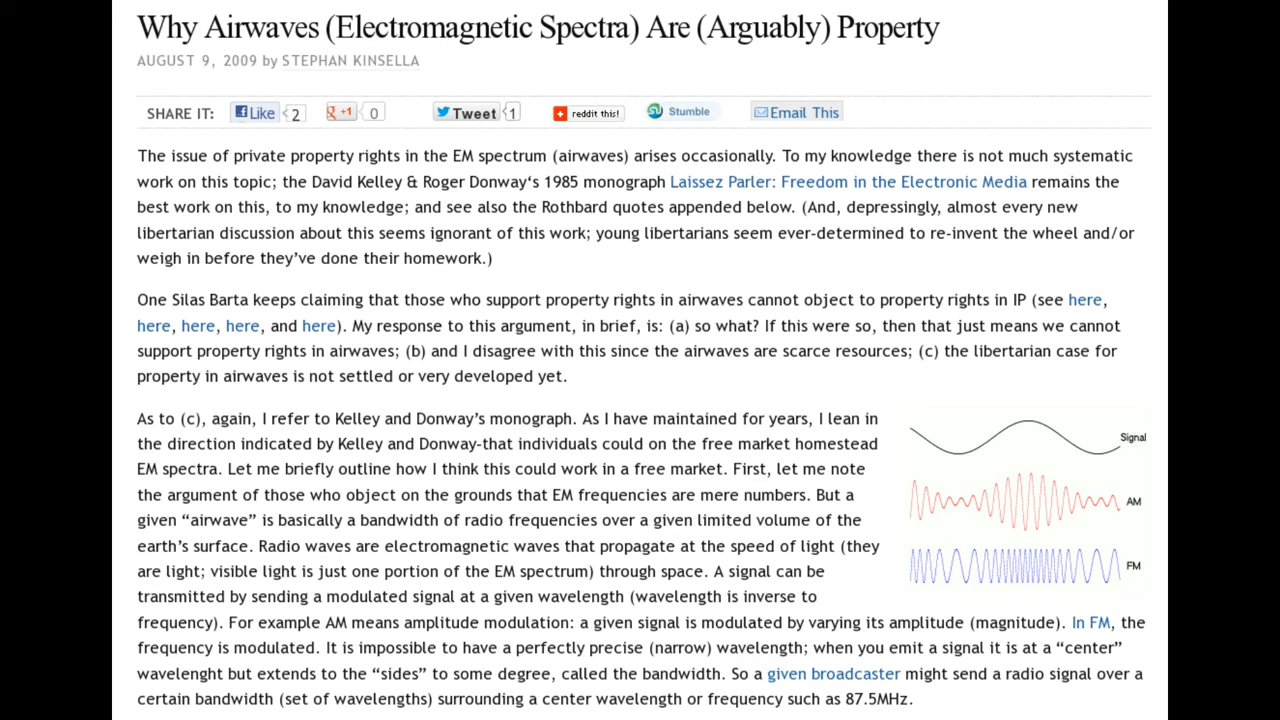 Why Airwaves (Electromagnetic Spectra) Are (Arguably) Property
AUGUST 9, 2009 by STEPHAN KINSELLA
SHARE IT: Like 2 +1 0 Tweet 1 reddit this! Stumble Email This
The issue of private property rights in the EM spectrum (airwaves) arises occasionally. To my knowledge there is not much systematic
work on this topic; the David Kelley & Roger Donway‘s 1985 monograph Laissez Parler: Freedom in the Electronic Media remains the
best work on this, to my knowledge; and see also the Rothbard quotes appended below. (And, depressingly, almost every new
libertarian discussion about this seems ignorant of this work; young libertarians seem ever-determined to re-invent the wheel and/or
weigh in before they’ve done their homework.)
One Silas Barta keeps claiming that those who support property rights in airwaves cannot object to property rights in IP (see here,
here, here, here, and here). My response to this argument, in brief, is: (a) so what? If this were so, then that just means we cannot
support property rights in airwaves; (b) and I disagree with this since the airwaves are scarce resources; (c) the libertarian case for
property in airwaves is not settled or very developed yet.
As to (c), again, I refer to Kelley and Donway’s monograph. As I have maintained for years, I lean in
the direction indicated by Kelley and Donway–that individuals could on the free market homestead
EM spectra. Let me briefly outline how I think this could work in a free market. First, let me note
the argument of those who object on the grounds that EM frequencies are mere numbers. But a
given “airwave” is basically a bandwidth of radio frequencies over a given limited volume of the
earth’s surface. Radio waves are electromagnetic waves that propagate at the speed of light (they
are light; visible light is just one portion of the EM spectrum) through space. A signal can be
transmitted by sending a modulated signal at a given wavelength (wavelength is inverse to
frequency). For example AM means amplitude modulation: a given signal is modulated by varying its amplitude (magnitude). In FM, the
frequency is modulated. It is impossible to have a perfectly precise (narrow) wavelength; when you emit a signal it is at a “center”
wavelenght but extends to the “sides” to some degree, called the bandwidth. So a given broadcaster might send a radio signal over a
certain bandwidth (set of wavelengths) surrounding a center wavelength or frequency such as 87.5MHz.
Signal
AM
FM